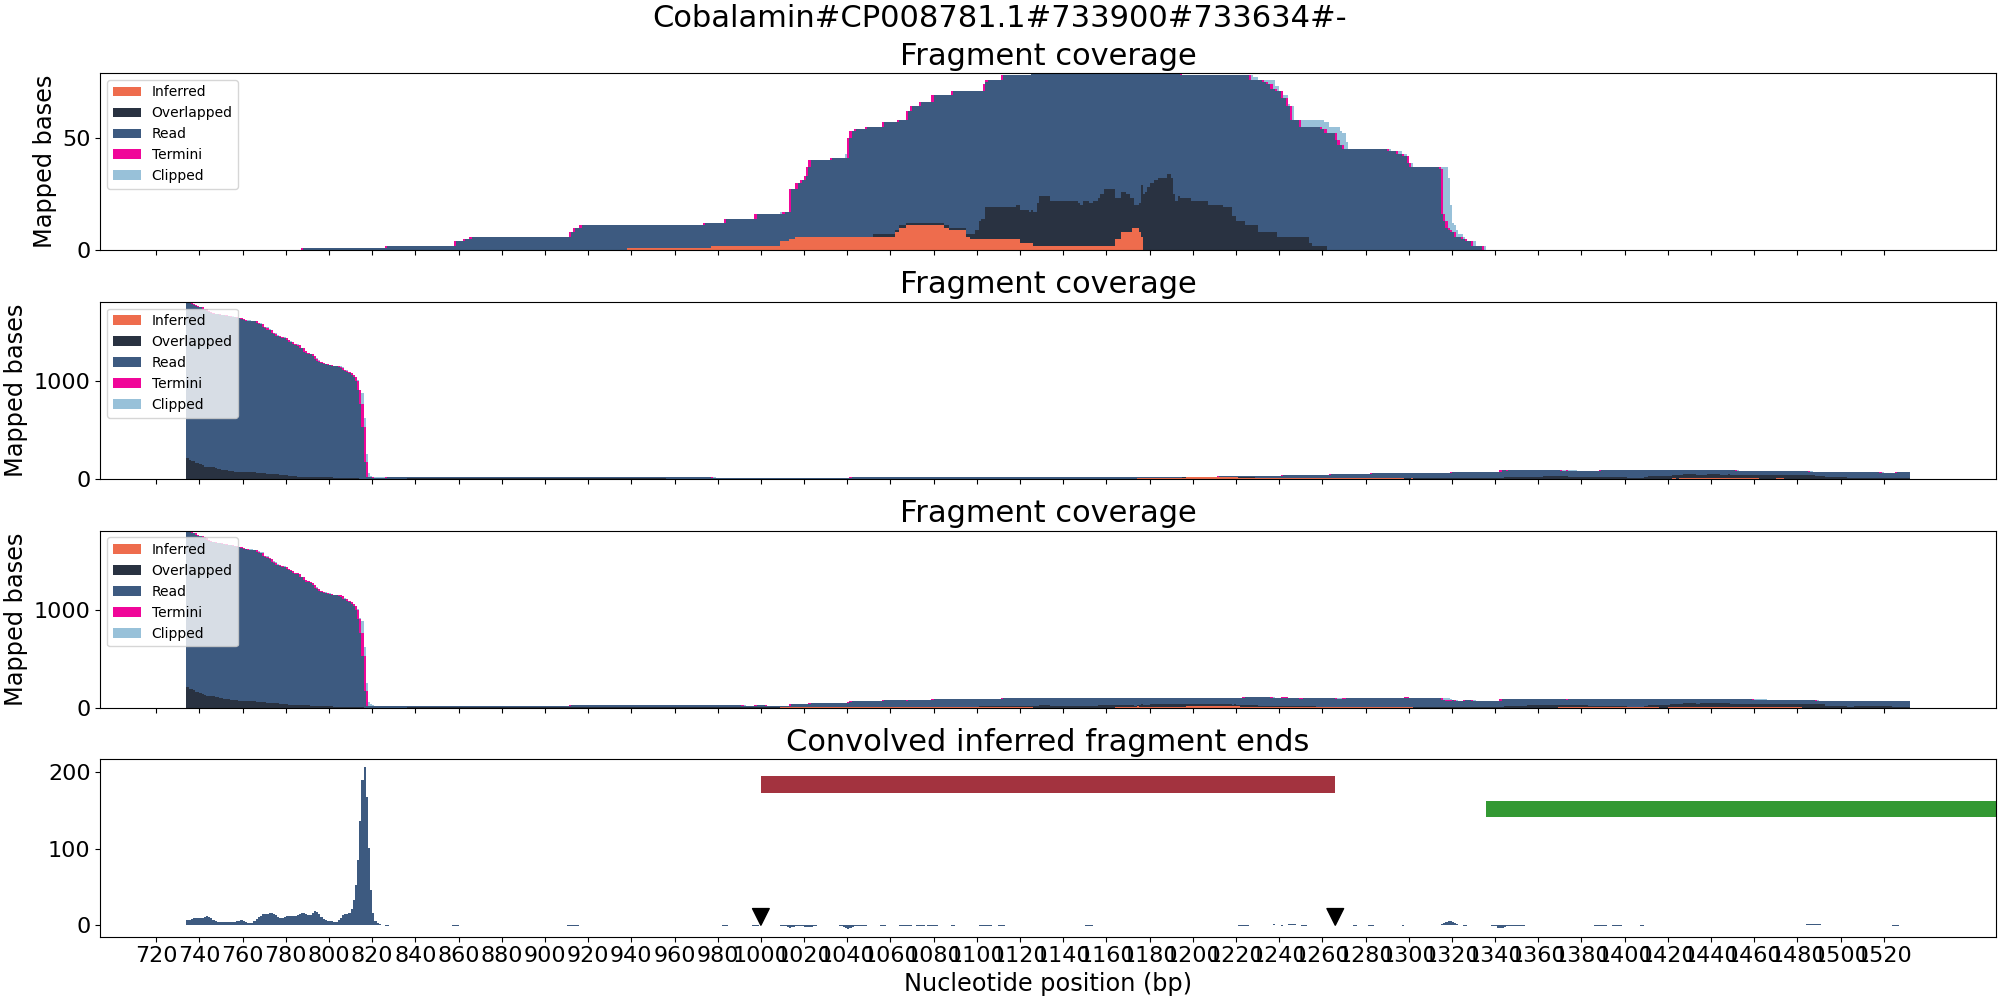 Cobalamin#CP008781.1#733900#733634#-
Fragment coverage
Mapped bases
50
0
Inferred
Overlapped
Read
Termini
Clipped
Fragment coverage
Mapped bases
1000
0
Inferred
Overlapped
Read
Termini
Clipped
Fragment coverage
Mapped bases
1000
0
Inferred
Overlapped
Read
Termini
Clipped
Convolved inferred fragment ends
200
100
0
720 740 760 780 800 820 840 860 880 900 920 940 960 980 1000 1020 1040 1060 1080 1100 1120 1140 1160 1180 1200 1220 1240 1260 1280 1300 1320 1340 1360 1380 1400 1420 1440 1460 1480 1500 1520
Nucleotide position (bp)